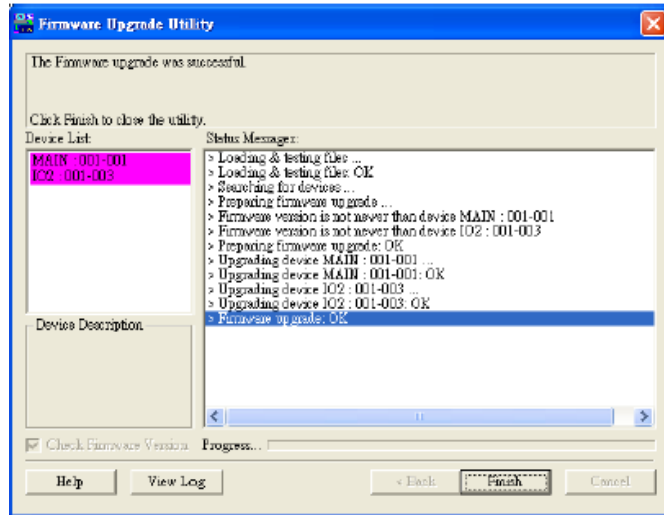 Firmware Upgrade Utility
The Firmware upgrade was successful.
Click Finish to close the utility.
Device List:
MAIN : 001-001
IO2 : 001-003
Status Messages:
> Loading & testing files ...
> Loading & testing files: OK
> Searching for devices ...
> Preparing firmware upgrade ...
> Firmware version is not newer than device MAIN : 001-001
> Firmware version is not newer than device IO2 : 001-003
> Preparing firmware upgrade: OK
> Upgrading device MAIN : 001-001 ...
> Upgrading device MAIN : 001-001: OK
> Upgrading device IO2 : 001-003 ...
> Upgrading device IO2 : 001-003: OK
> Firmware upgrade: OK
Device Description
Check Firmware Version
Progress...
Help
View Log
< Back
Finish
Cancel